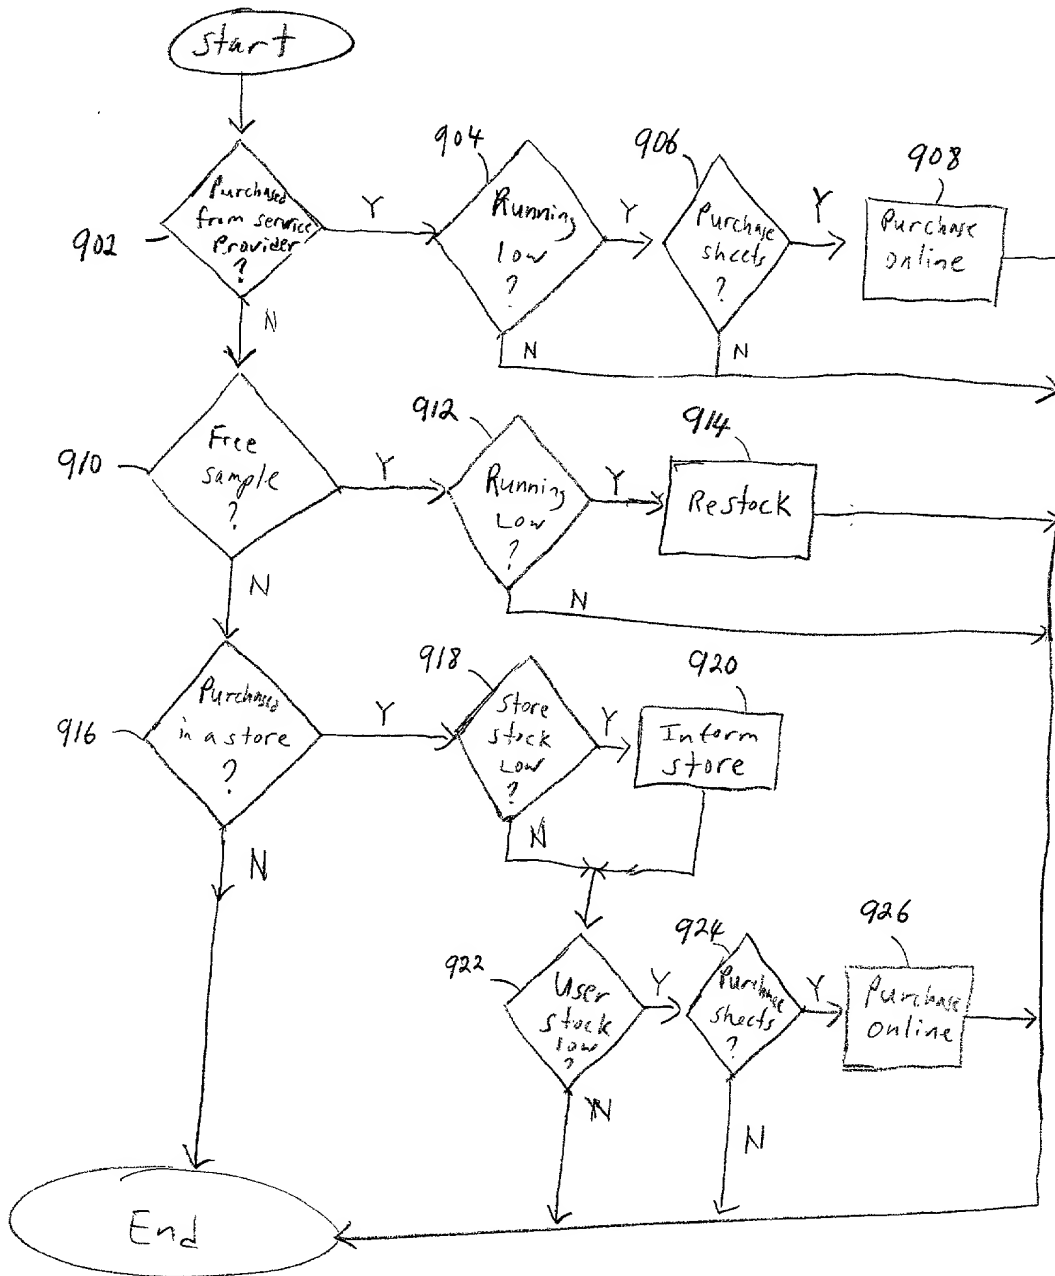 Start
904
906
908
Purchased
from service
Provider
?
902
Y
Running
low
?
Y
Purchase
sheets
?
Y
Purchase
online
N
N
N
910
Free
sample
?
Y
912
Running
Low
?
Y
914
Restock
N
N
916
Purchased
in a store
?
Y
918
Store
stock
Low
?
Y
920
Inform
store
N
N
922
User
stock
low
?
Y
924
Purchase
sheets
?
Y
926
Purchase
online
N
N
End